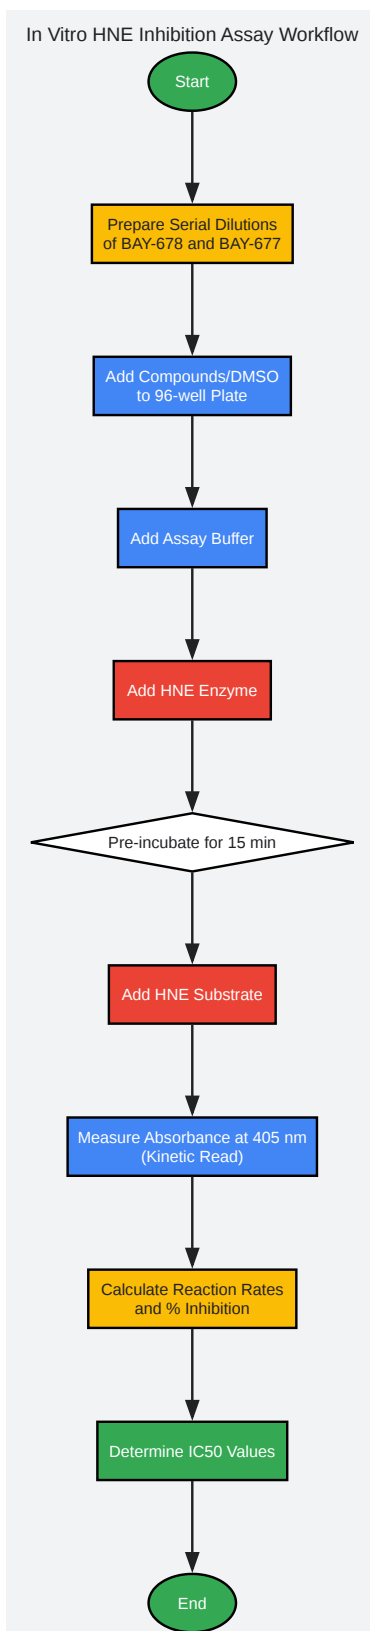 In Vitro HNE Inhibition Assay Workflow
Start
Prepare Serial Dilutions
of BAY-678 and BAY-677
Add Compounds/DMSO
to 96-well Plate
Add Assay Buffer
Add HNE Enzyme
Pre-incubate for 15 min
Add HNE Substrate
Measure Absorbance at 405 nm
(Kinetic Read)
Calculate Reaction Rates
and % Inhibition
Determine IC50 Values
End